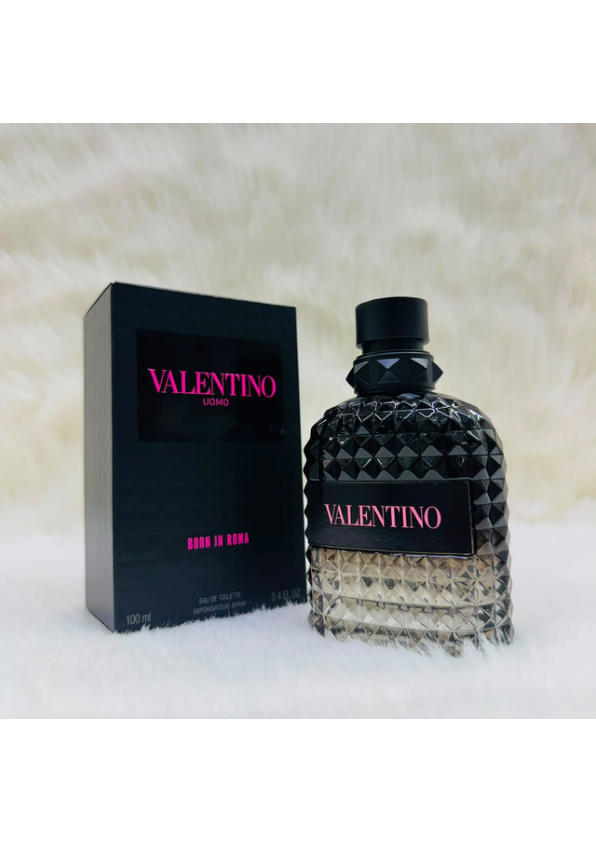 VALENTINO
UOMO
BORN IN ROMA
EAU DE TOILETTE
VAPORISATEUR SPRAY
100 ml
3.4 FL.OZ.
VALENTINO